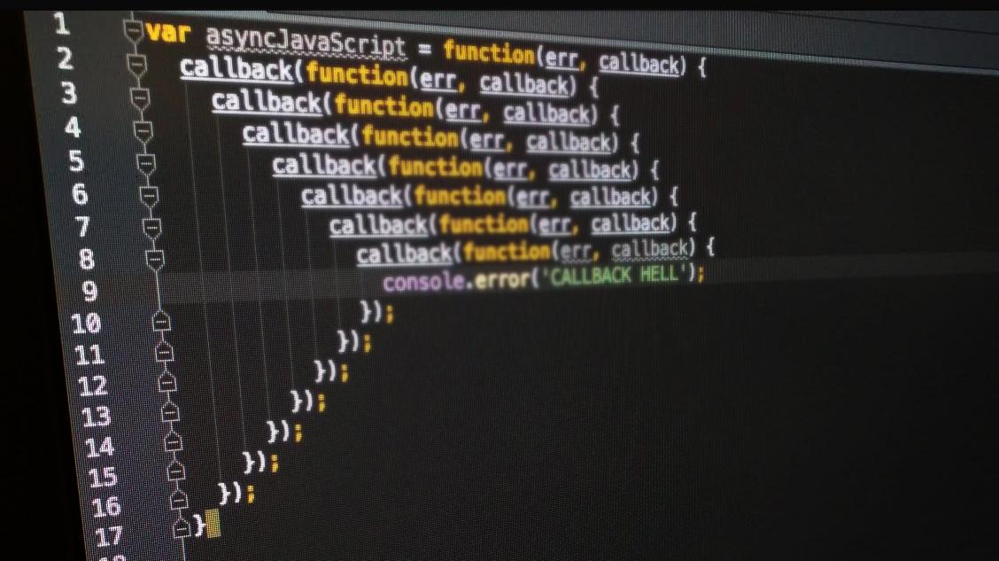 1 var asyncJavaScript = function(err, callback) {
2 callback(function(err, callback) {
3 callback(function(err, callback) {
4 callback(function(err, callback) {
5 callback(function(err, callback) {
6 callback(function(err, callback) {
7 callback(function(err, callback) {
8 callback(function(err, callback) {
9 console.error('CALLBACK HELL');
10 });
11 });
12 });
13 });
14 });
15 });
16 });
17 }